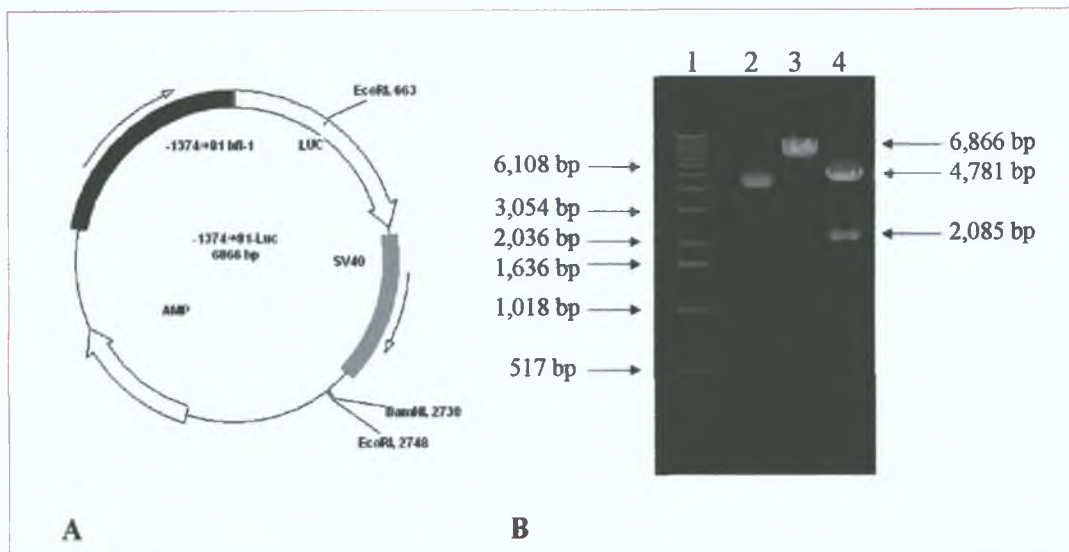 EcoRI, 663
-1374→+81 bfl-1
LUC
-1374→+81-Luc
6866 bp
SV40
AMP
BamHI, 2730
EcoRI, 2748
A
1 2 3 4
6,108 bp
3,054 bp
2,036 bp
1,636 bp
1,018 bp
517 bp
6,866 bp
4,781 bp
2,085 bp
B